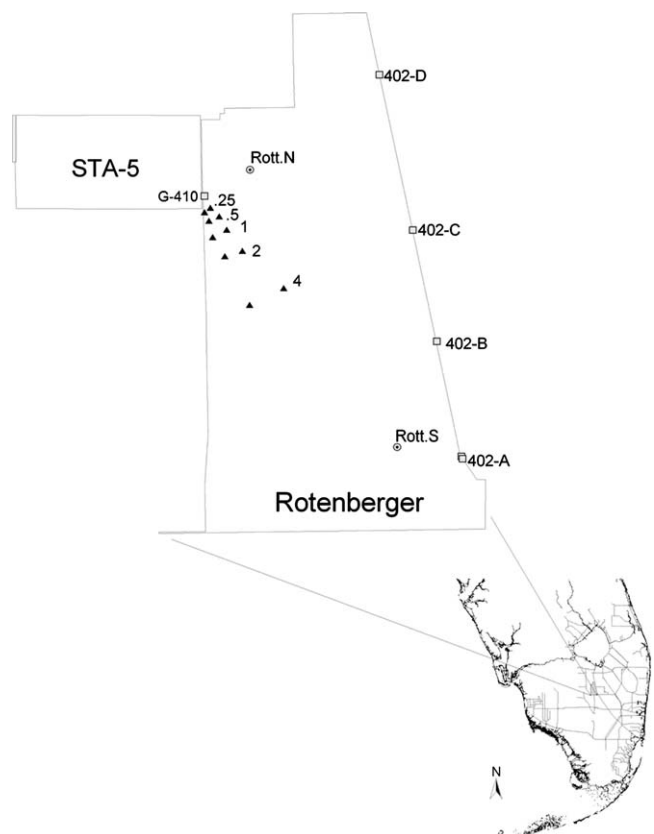 402-D
Rott.N
STA-5
G-410
.25
.5
1
402-C
2
4
402-B
Rott.S
402-A
Rotenberger
N